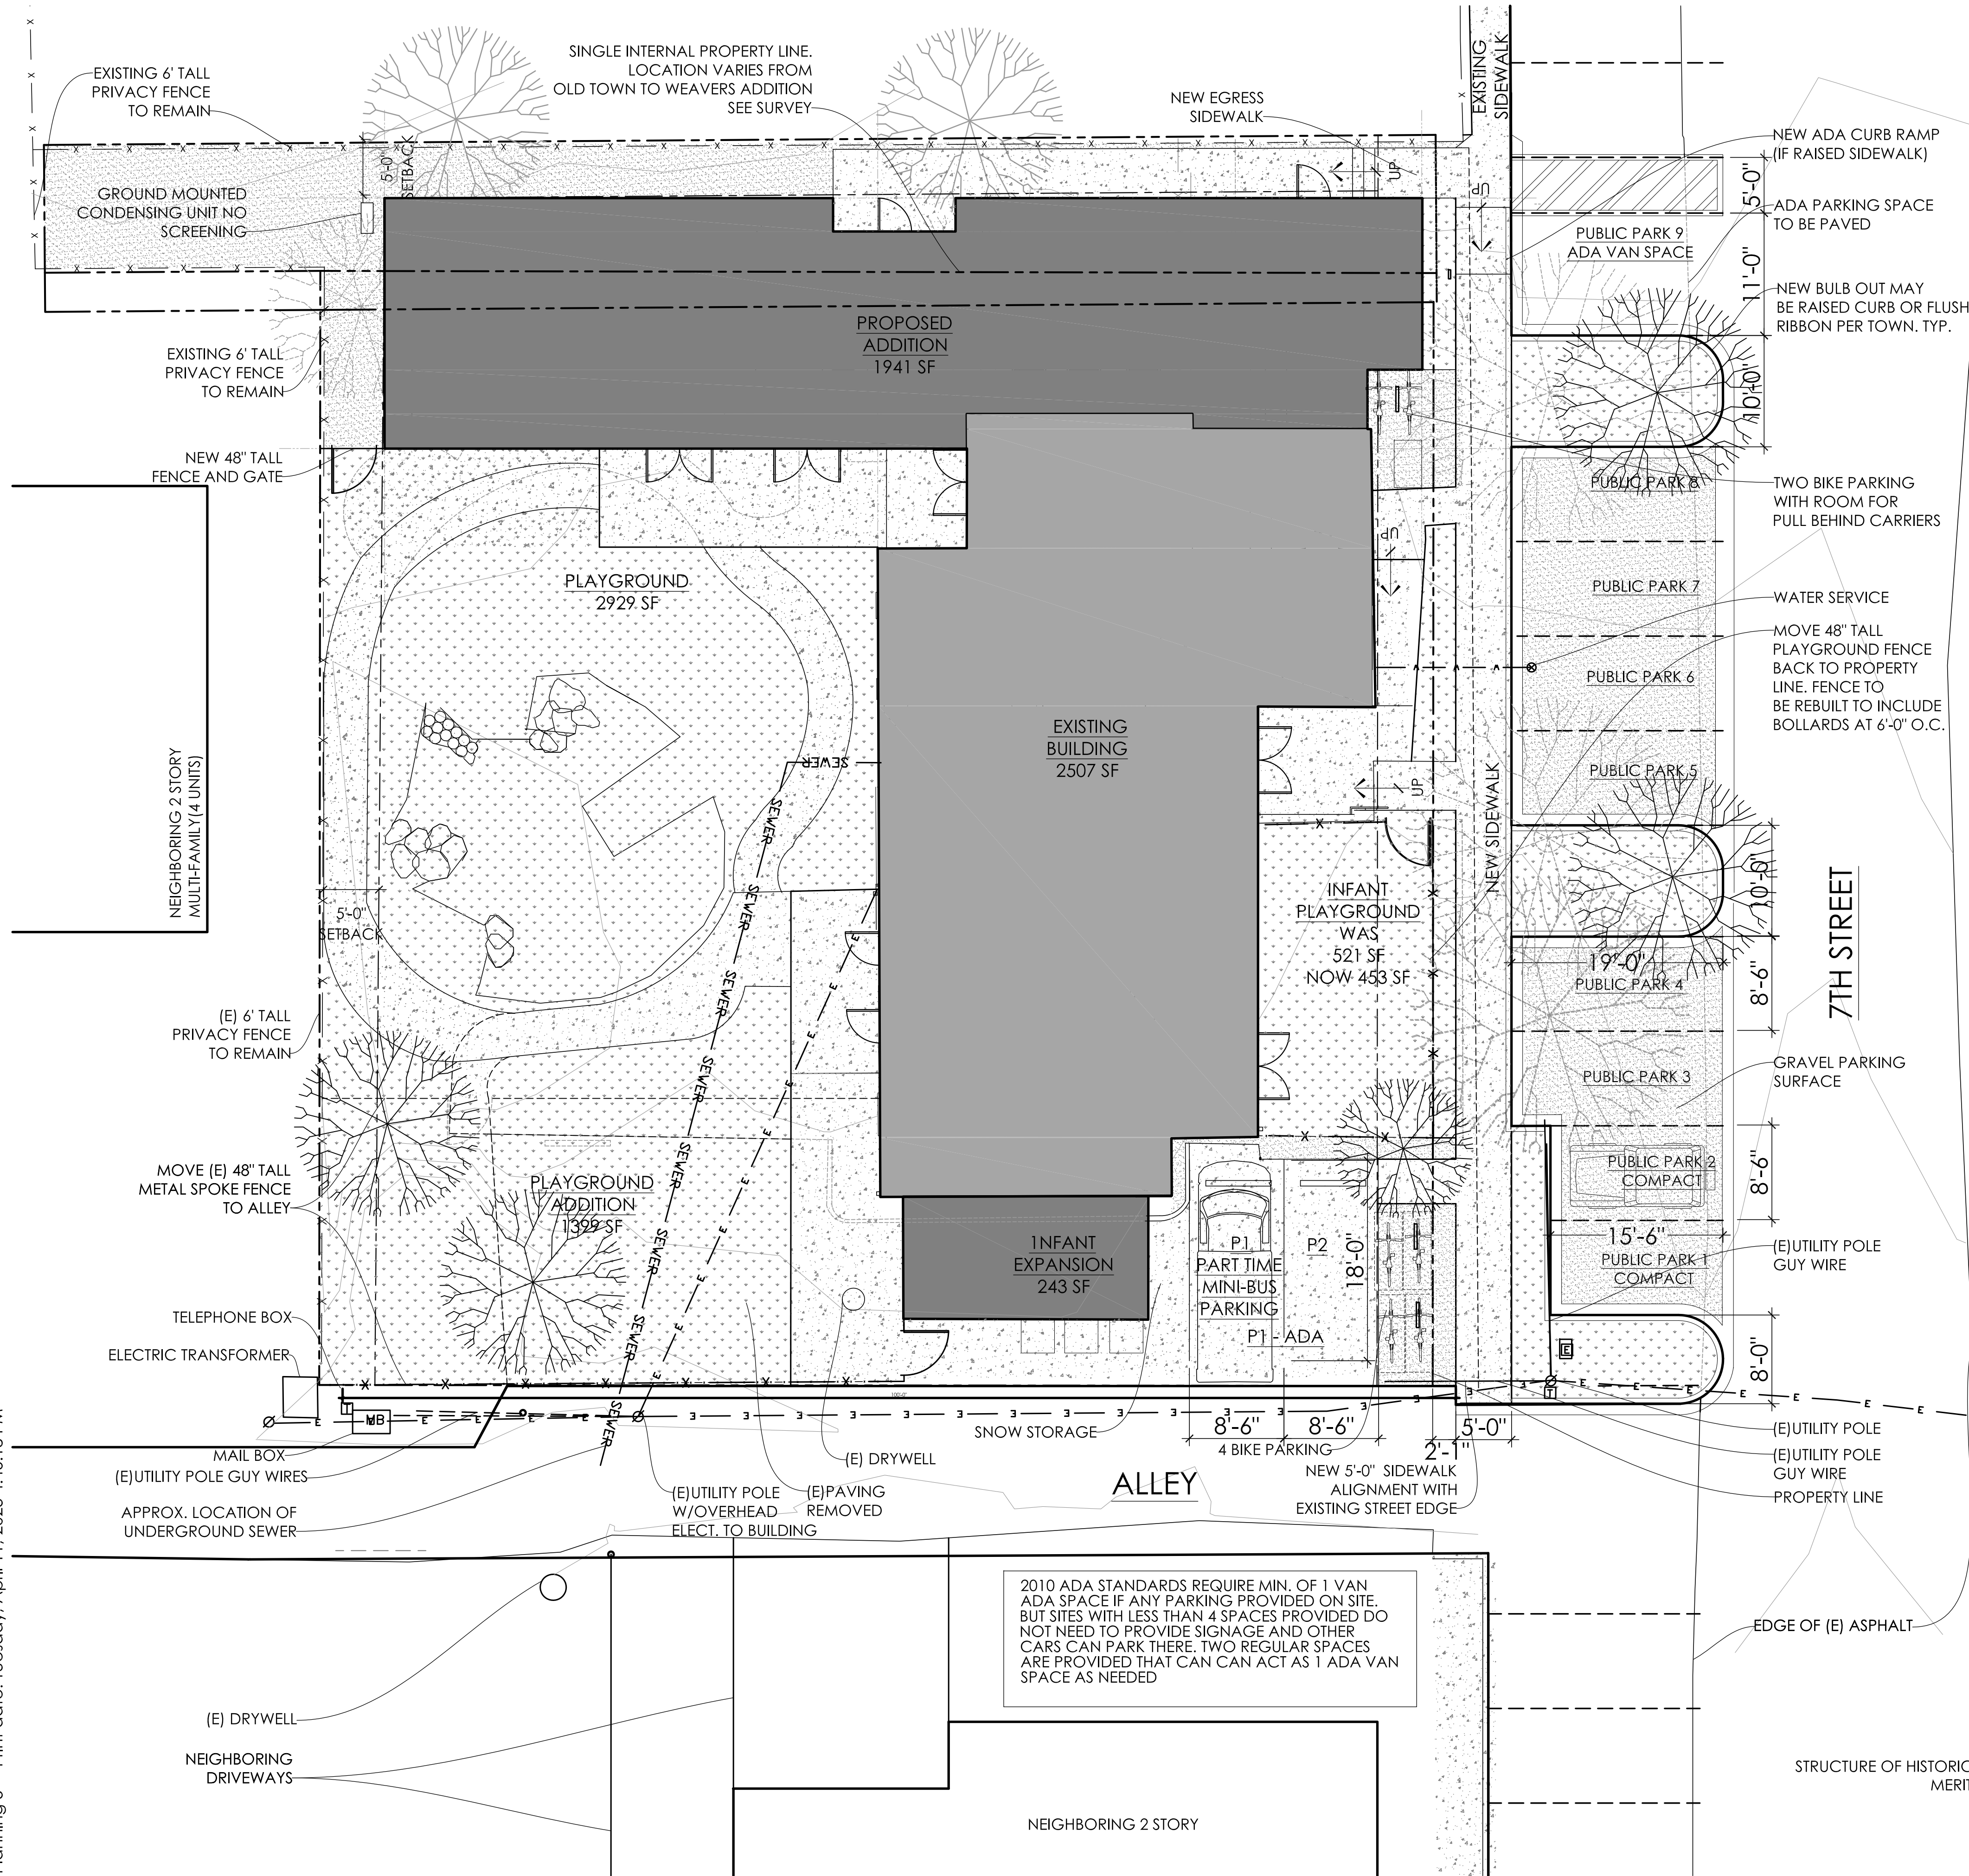 SINGLE INTERNAL PROPERTY LINE.
LOCATION VARIES FROM
OLD TOWN TO WEAVERS ADDITION
SEE SURVEY
EXISTING 6' TALL
PRIVACY FENCE
TO REMAIN
NEW EGRESS
SIDEWALK
EXISTING
SIDEWALK
NEW ADA CURB RAMP
(IF RAISED SIDEWALK)
5'-0"
SETBACK
GROUND MOUNTED
CONDENSING UNIT NO
SCREENING
UP
UP
5'-0"
ADA PARKING SPACE
TO BE PAVED
PUBLIC PARK 9
ADA VAN SPACE
11'-0"
NEW BULB OUT MAY
BE RAISED CURB OR FLUSH
RIBBON PER TOWN. TYP.
PROPOSED
ADDITION
1941 SF
EXISTING 6' TALL
PRIVACY FENCE
TO REMAIN
10'-0"
NEW 48" TALL
FENCE AND GATE
PUBLIC PARK 8
TWO BIKE PARKING
WITH ROOM FOR
PULL BEHIND CARRIERS
UP
PLAYGROUND
2929 SF
PUBLIC PARK 7
WATER SERVICE
MOVE 48" TALL
PLAYGROUND FENCE
BACK TO PROPERTY
LINE. FENCE TO
BE REBUILT TO INCLUDE
BOLLARDS AT 6'-0" O.C.
PUBLIC PARK 6
EXISTING
BUILDING
2507 SF
NEIGHBORING 2 STORY
MULTI-FAMILY (4 UNITS)
SEWER
PUBLIC PARK 5
UP
NEW SIDEWALK
SEWER
SEWER
5'-0"
SETBACK
INFANT
PLAYGROUND
WAS
521 SF
NOW 453 SF
10'-0"
7TH STREET
19'-0"
PUBLIC PARK 4
8'-6"
SEWER
(E) 6' TALL
PRIVACY FENCE
TO REMAIN
SEWER
PUBLIC PARK 3
GRAVEL PARKING
SURFACE
MOVE (E) 48" TALL
METAL SPOKE FENCE
TO ALLEY
SEWER
PLAYGROUND
ADDITION
1399 SF
PUBLIC PARK 2
COMPACT
8'-6"
SEWER
INFANT
EXPANSION
243 SF
P1
PART TIME
MINI-BUS
PARKING
P2
18'-0"
P1 - ADA
15'-6"
PUBLIC PARK 1
COMPACT
(E)UTILITY POLE
GUY WIRE
TELEPHONE BOX
ELECTRIC TRANSFORMER
SEWER
8'-0"
E
T
T
MB
100'-0"
SEWER
MAIL BOX
(E)UTILITY POLE GUY WIRES
APPROX. LOCATION OF
UNDERGROUND SEWER
(E)UTILITY POLE
W/OVERHEAD
ELECT. TO BUILDING
(E)PAVING
REMOVED
(E) DRYWELL
SNOW STORAGE
8'-6"
8'-6"
4 BIKE PARKING
2'-1"
5'-0"
ALLEY
NEW 5'-0" SIDEWALK
ALIGNMENT WITH
EXISTING STREET EDGE
(E)UTILITY POLE
(E)UTILITY POLE
GUY WIRE
PROPERTY LINE
2010 ADA STANDARDS REQUIRE MIN. OF 1 VAN
ADA SPACE IF ANY PARKING PROVIDED ON SITE.
BUT SITES WITH LESS THAN 4 SPACES PROVIDED DO
NOT NEED TO PROVIDE SIGNAGE AND OTHER
CARS CAN PARK THERE. TWO REGULAR SPACES
ARE PROVIDED THAT CAN CAN ACT AS 1 ADA VAN
SPACE AS NEEDED
EDGE OF (E) ASPHALT
(E) DRYWELL
NEIGHBORING
DRIVEWAYS
STRUCTURE OF HISTORIC
MERIT
NEIGHBORING 2 STORY